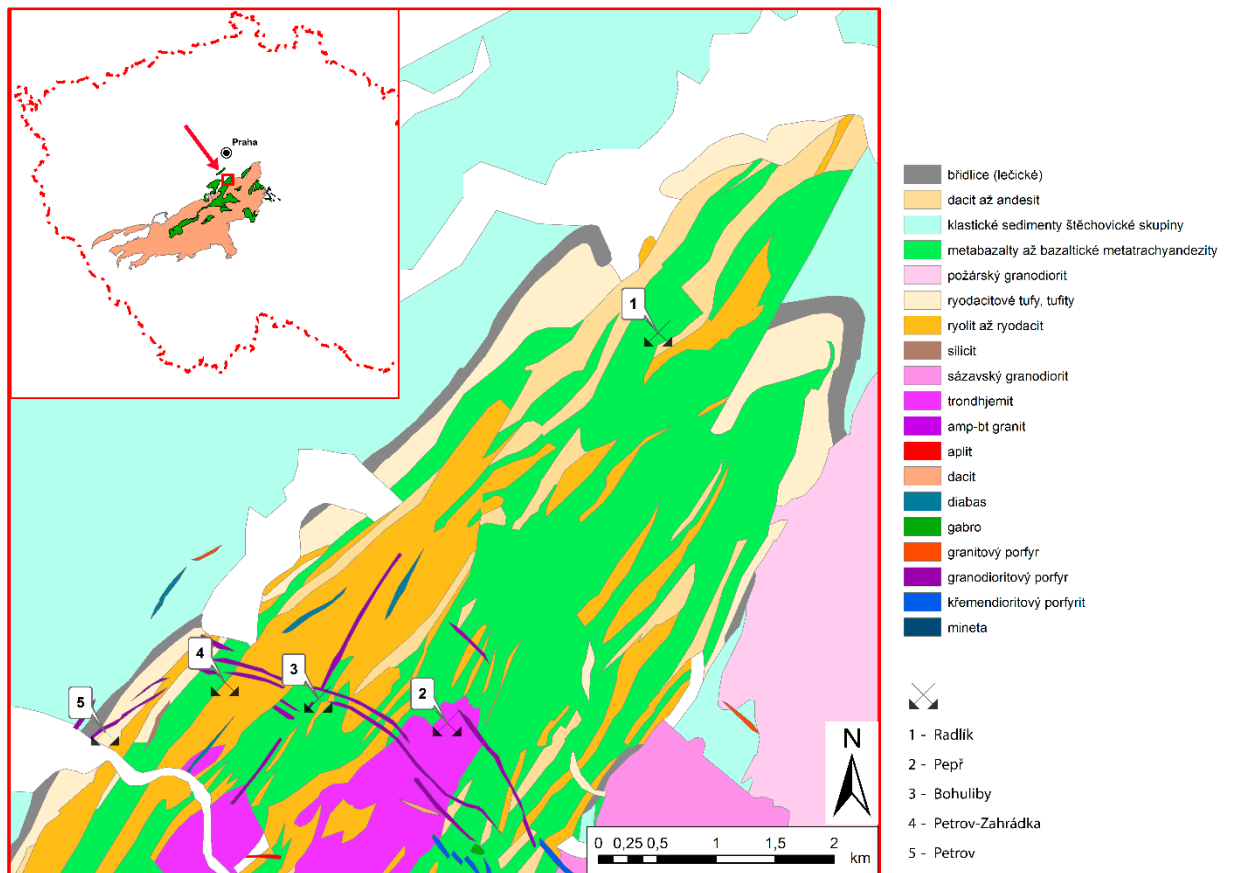 Praha
1
2
3
4
5
N
0 0,25 0,5 1 1,5 2
km
břidlice (lečické)
dacit až andesit
klastické sedimenty štěchovické skupiny
metabazalty až bazaltické metatrachyandezity
požárský granodiorit
ryodacitové tufy, tufity
ryolit až ryodacit
silicit
sázavský granodiorit
trondhjemit
amp-bt granit
aplit
dacit
diabas
gabro
granitový porfyr
granodioritový porfyr
křemendioritový porfyrit
mineta
1 - Radlík
2 - Pepř
3 - Bohuliby
4 - Petrov-Zahrádka
5 - Petrov